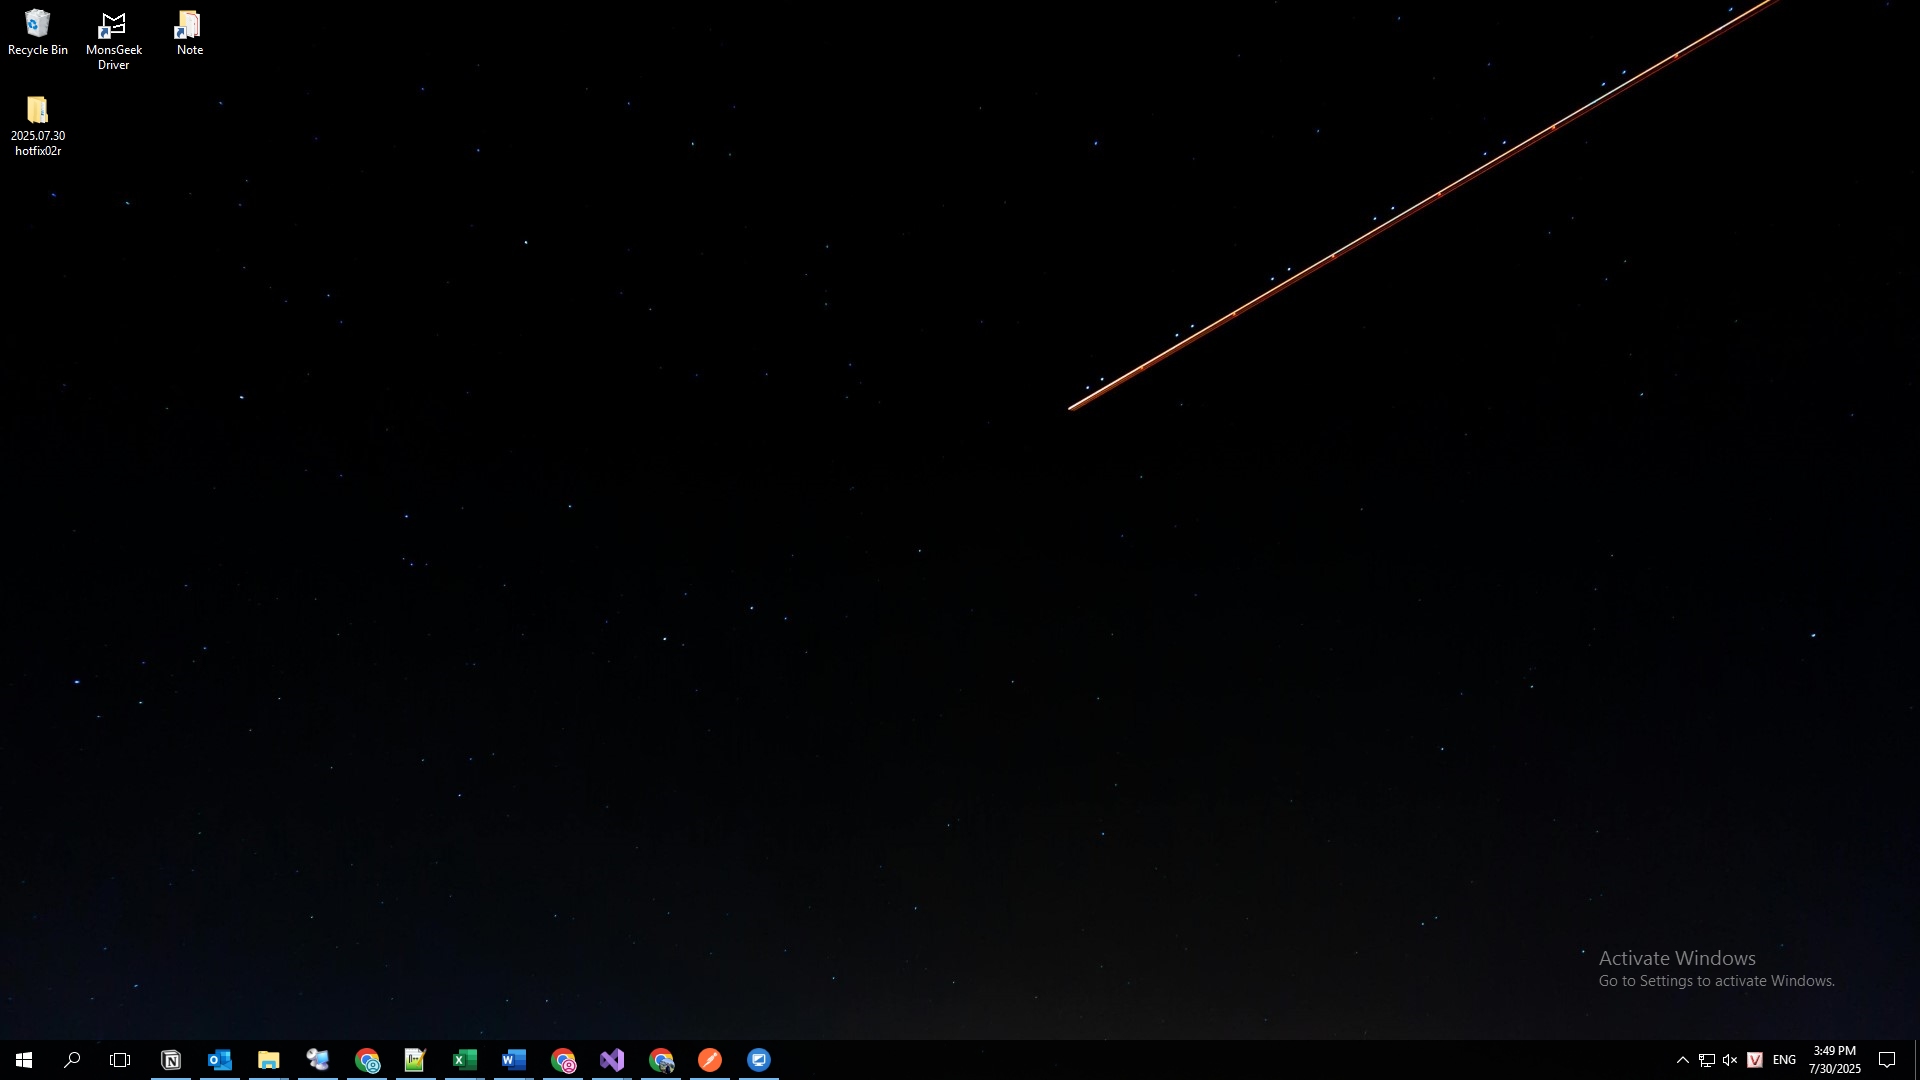 Recycle Bin
MonsGeek
Driver
Note
2025.07.30
hotfix02r
Activate Windows
Go to Settings to activate Windows.
ENG
3:49 PM
7/30/2025